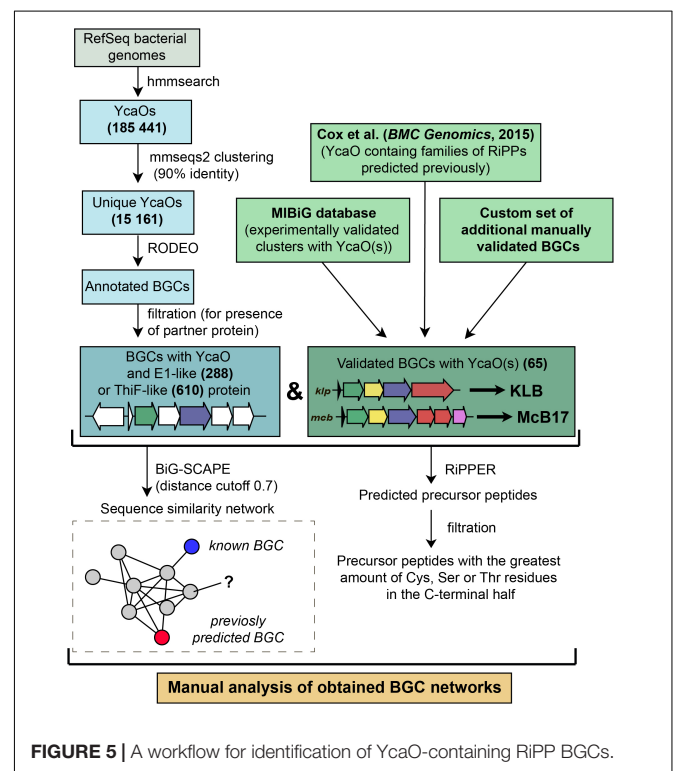 RefSeq bacterial
genomes
hmmsearch
YcaOs
(185 441)
mmseqs2 clustering
(90% identity)
Unique YcaOs
(15 161)
RODEO
Annotated BGCs
filtration (for presence
of partner protein)
BGCs with YcaO
and E1-like (288)
or ThiF-like (610) protein
Cox et al. (BMC Genomics, 2015)
(YcaO containg families of RiPPs
predicted previously)
MIBiG database
(experimentally validated
clusters with YcaO(s))
Custom set of
additional manually
validated BGCs
&
Validated BGCs with YcaO(s) (65)
klp KLB
mcb McB17
BiG-SCAPE
(distance cutoff 0.7)
Sequence similarity network
known BGC
?
previosly
predicted BGC
RiPPER
Predicted precursor peptides
filtration
Precursor peptides with the greatest
amount of Cys, Ser or Thr residues
in the C-terminal half
Manual analysis of obtained BGC networks
FIGURE 5 | A workflow for identification of YcaO-containing RiPP BGCs.